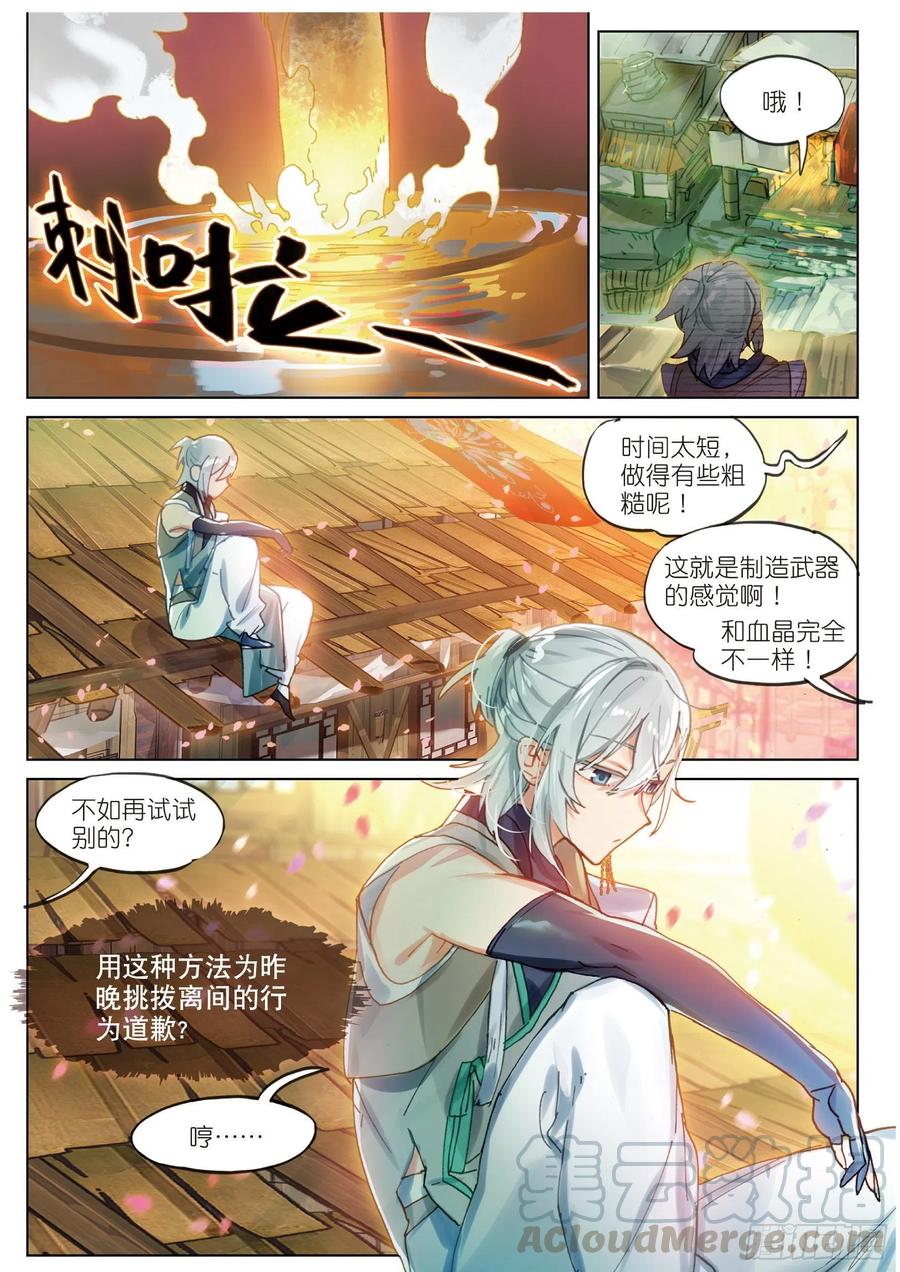 刺啦
哦！
时间太短，
做得有些粗
糙呢！
这就是制造武器
的感觉啊！
和血晶完全
不一样！
不如再试试
别的？
用这种方法为昨
晚挑拨离间的行
为道歉？
哼……
集云数据
ACloudMerge.com